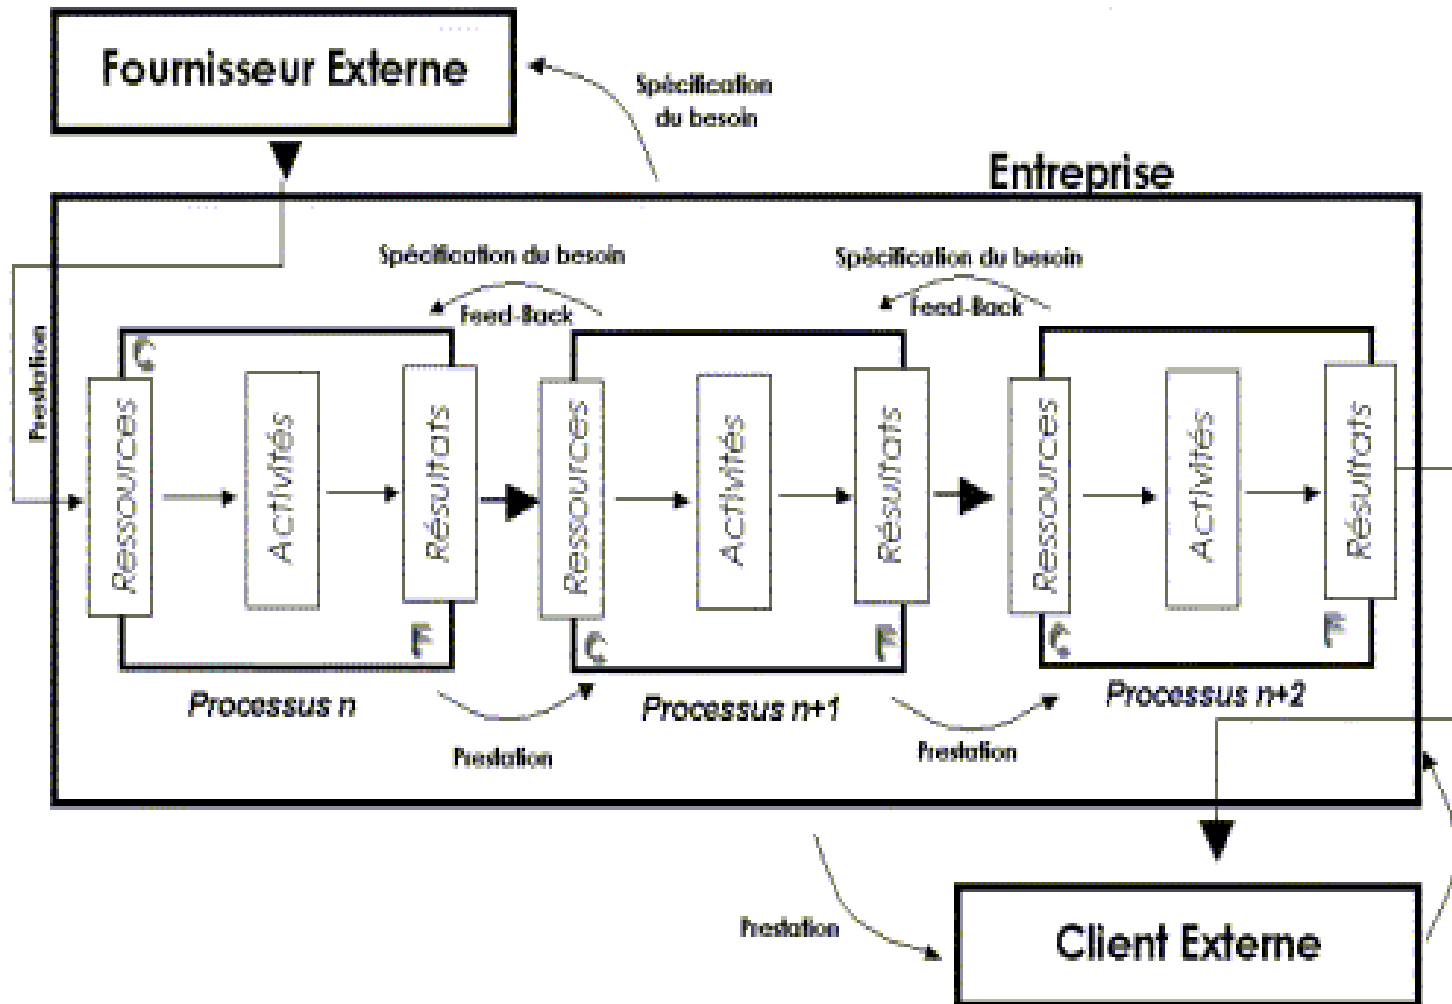 Fournisseur Externe
Spécification
du besoin
Entreprise
Spécification du besoin
Feed-Back
Spécification du besoin
Feed-Back
Prestation
C
Ressources
Activités
Résultats
F
Processus n
Prestation
Ressources
Activités
Résultats
C
F
Processus n+1
Prestation
Ressources
Activités
Résultats
C
F
Processus n+2
Prestation
Client Externe